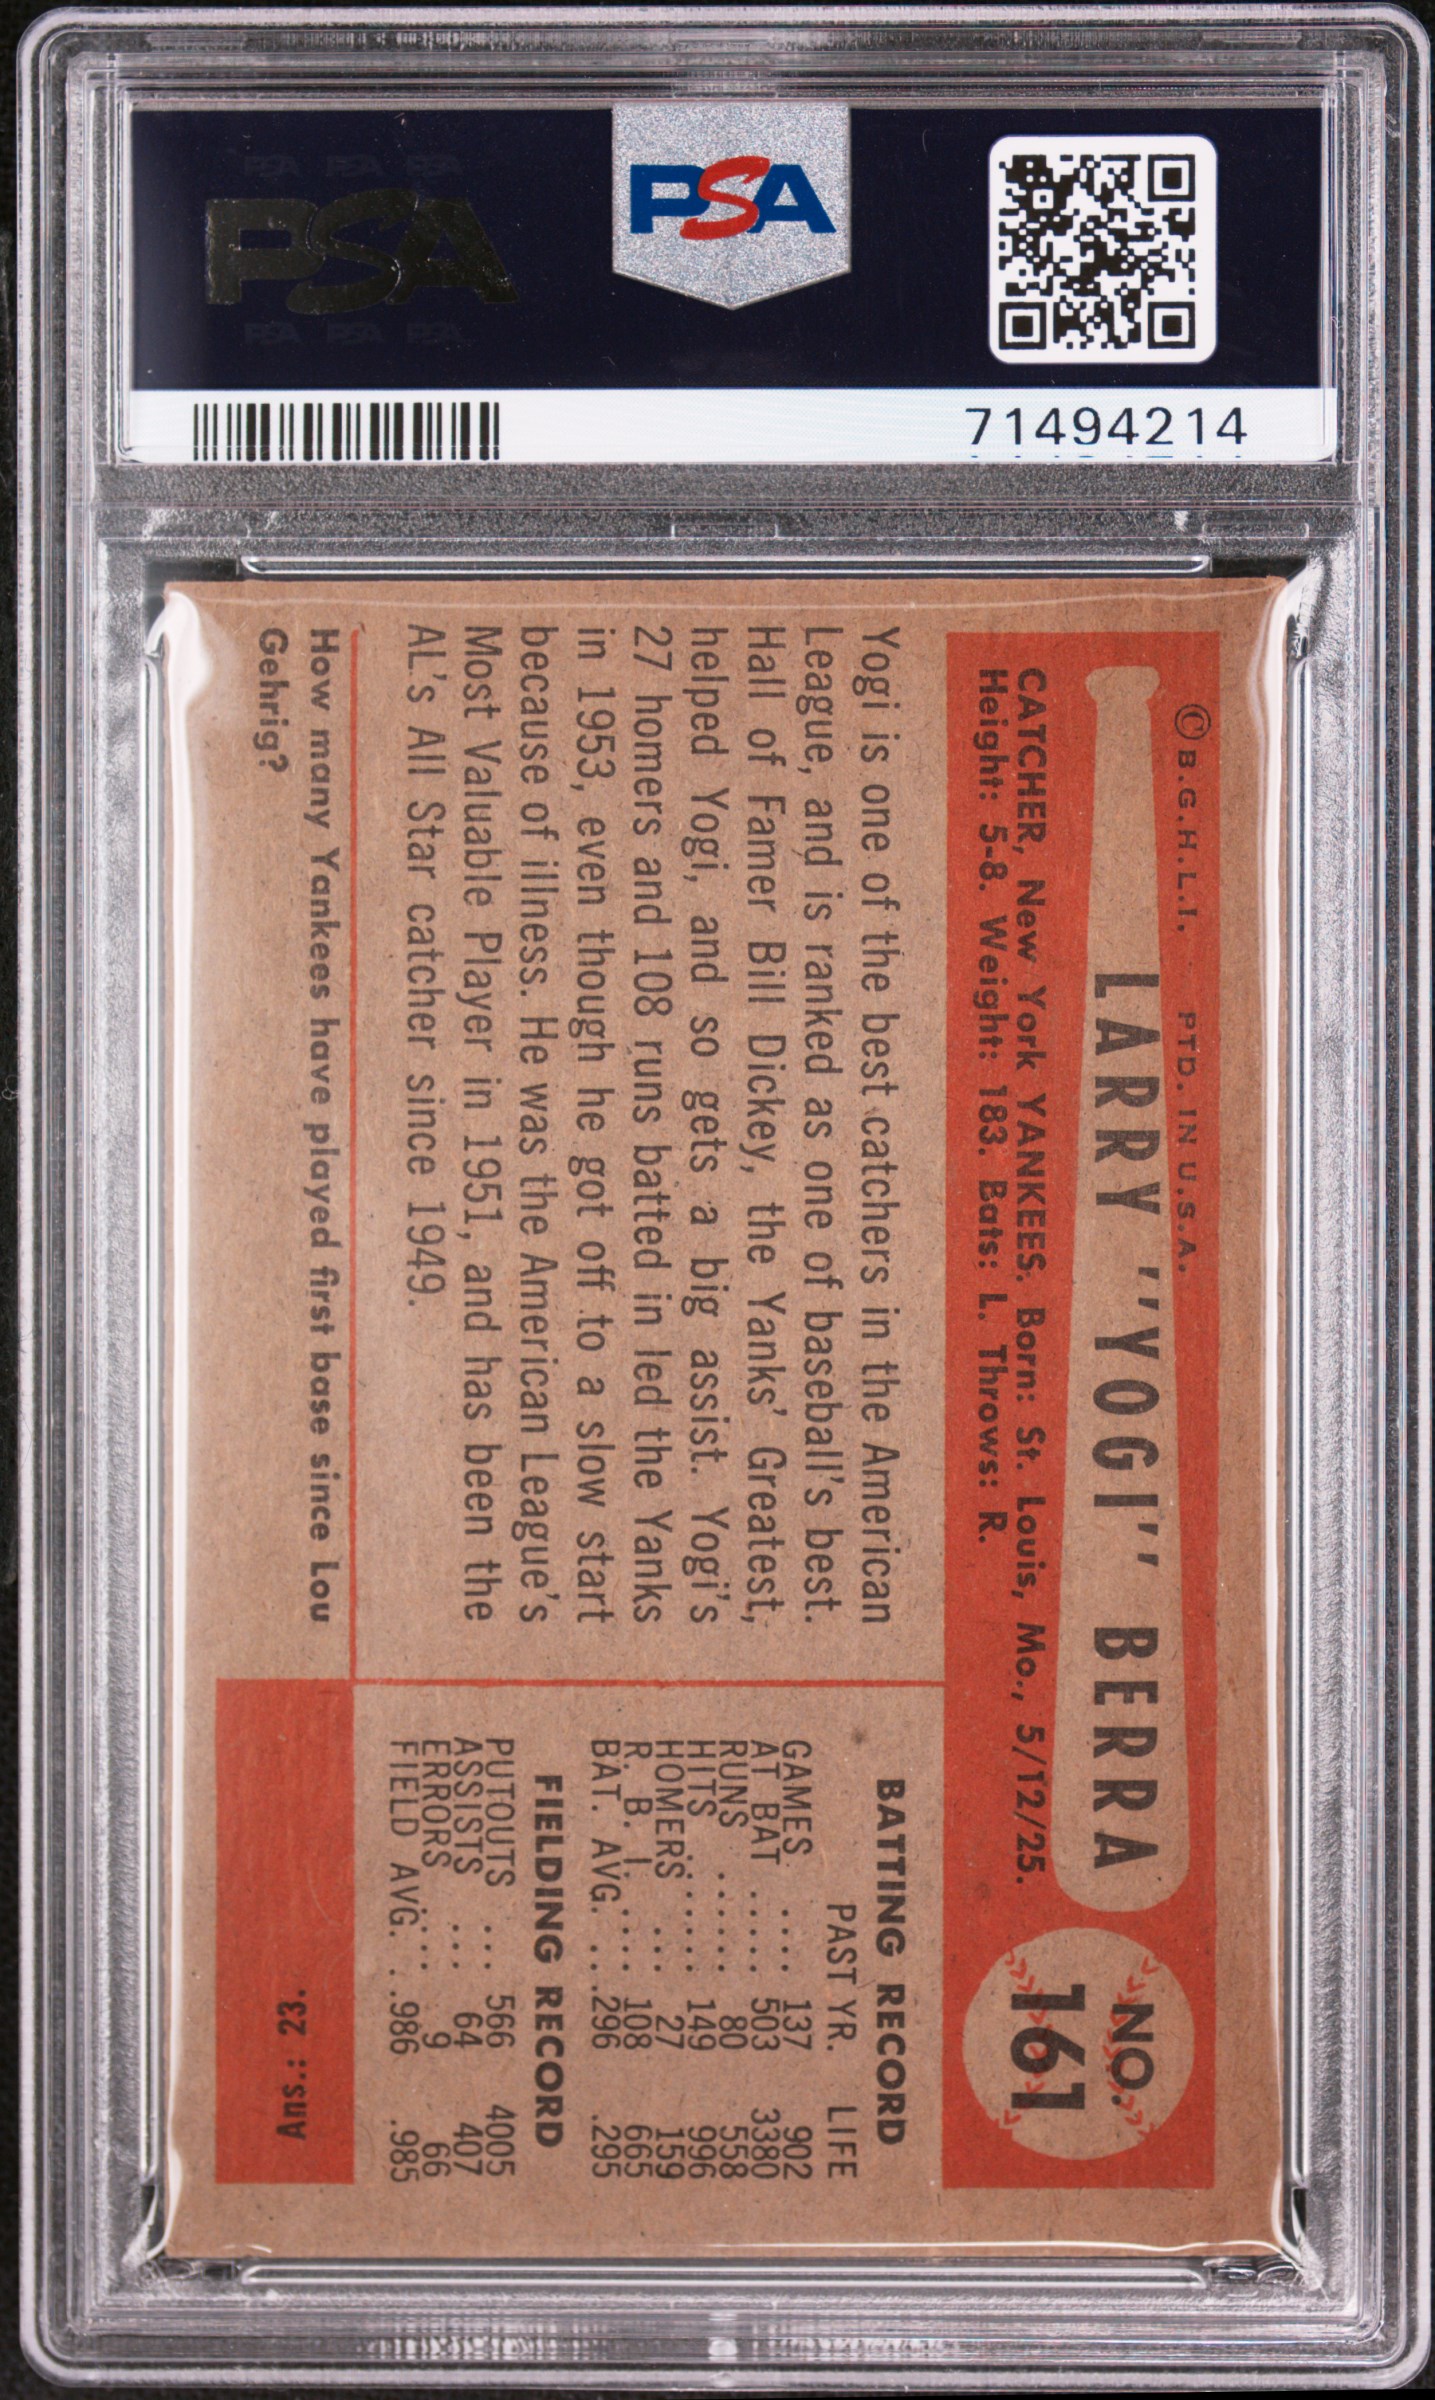 PSA PSA PSA
PSA
PSA PSA PSA
PSA
71494214
© B.G.H.L.I. PTD. IN U.S.A.
LARRY "YOGI" BERRA
NO.
161
CATCHER, New York YANKEES. Born: St. Louis, Mo., 5/12/25.
Height: 5-8. Weight: 183. Bats: L. Throws: R.
Yogi is one of the best catchers in the American
League, and is ranked as one of baseball's best.
Hall of Famer Bill Dickey, the Yanks' Greatest,
helped Yogi, and so gets a big assist. Yogi's
27 homers and 108 runs batted in led the Yanks
in 1953, even though he got off to a slow start
because of illness. He was the American League's
Most Valuable Player in 1951, and has been the
AL's All Star catcher since 1949.
BATTING RECORD
PAST YR. LIFE
GAMES .... 137 902
AT BAT ..... 503 3380
RUNS ...... 80 558
HITS ...... 149 996
HOMERS ... 27 159
R. B. I. .... 108 665
BAT. AVG. .. .296 .295
FIELDING RECORD
PUTOUTS ... 566 4005
ASSISTS ... 64 407
ERRORS .... 9 66
FIELD AVG. . .986 .985
How many Yankees have played first base since Lou
Gehrig?
Ans.: 23.